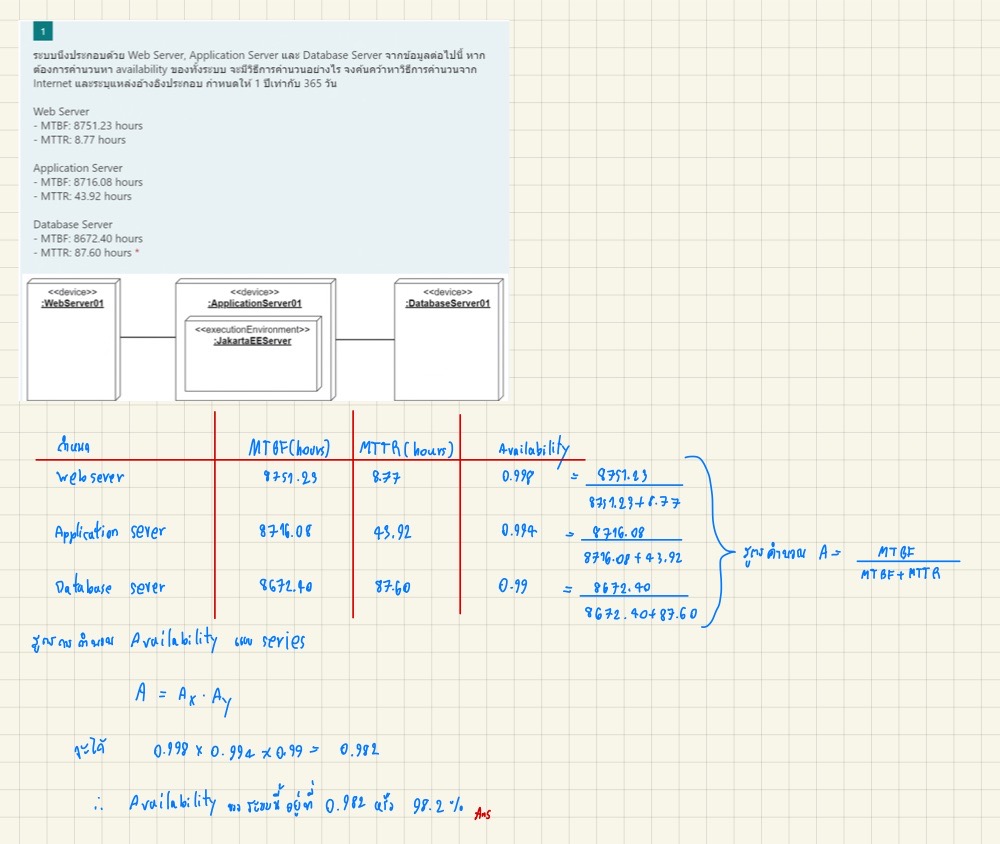 1
ระบบนึงประกอบด้วย Web Server, Application Server และ Database Server จากข้อมูลต่อไปนี้ หาก
ต้องการคำนวนหา availability ของทั้งระบบ จะมีวิธีการคำนวนอย่างไร จงค้นคว้าหาวิธีการคำนวนจาก
Internet และระบุแหล่งอ้างอิงประกอบ กำหนดให้ 1 ปีเท่ากับ 365 วัน
Web Server
- MTBF: 8751.23 hours
- MTTR: 8.77 hours
Application Server
- MTBF: 8716.08 hours
- MTTR: 43.92 hours
Database Server
- MTBF: 8672.40 hours
- MTTR: 87.60 hours *
<<device>>
:WebServer01
<<device>>
:ApplicationServer01
<<executionEnvironment>>
:JakartaEEServer
<<device>>
:DatabaseServer01
MTBF(hours) MTTR(hours) Availability
Web sever 8751.23 8.77 0.998 = 8751.23
8751.23+8.77
Application sever 8716.08 43.92 0.994 = 8716.08
8716.08+43.92
สูตรคำนวณ A = MTBF
MTBF+MTTR
Database sever 8672.40 87.60 0.99 = 8672.40
8672.40+87.60
สูตรการคำนวณ Availability แบบ series
A = Ax · Ay
จะได้ 0.998 × 0.994 × 0.99 = 0.982
∴ Availability ของระบบนี้ อยู่ที่ 0.982 หรือ 98.2 % Ans